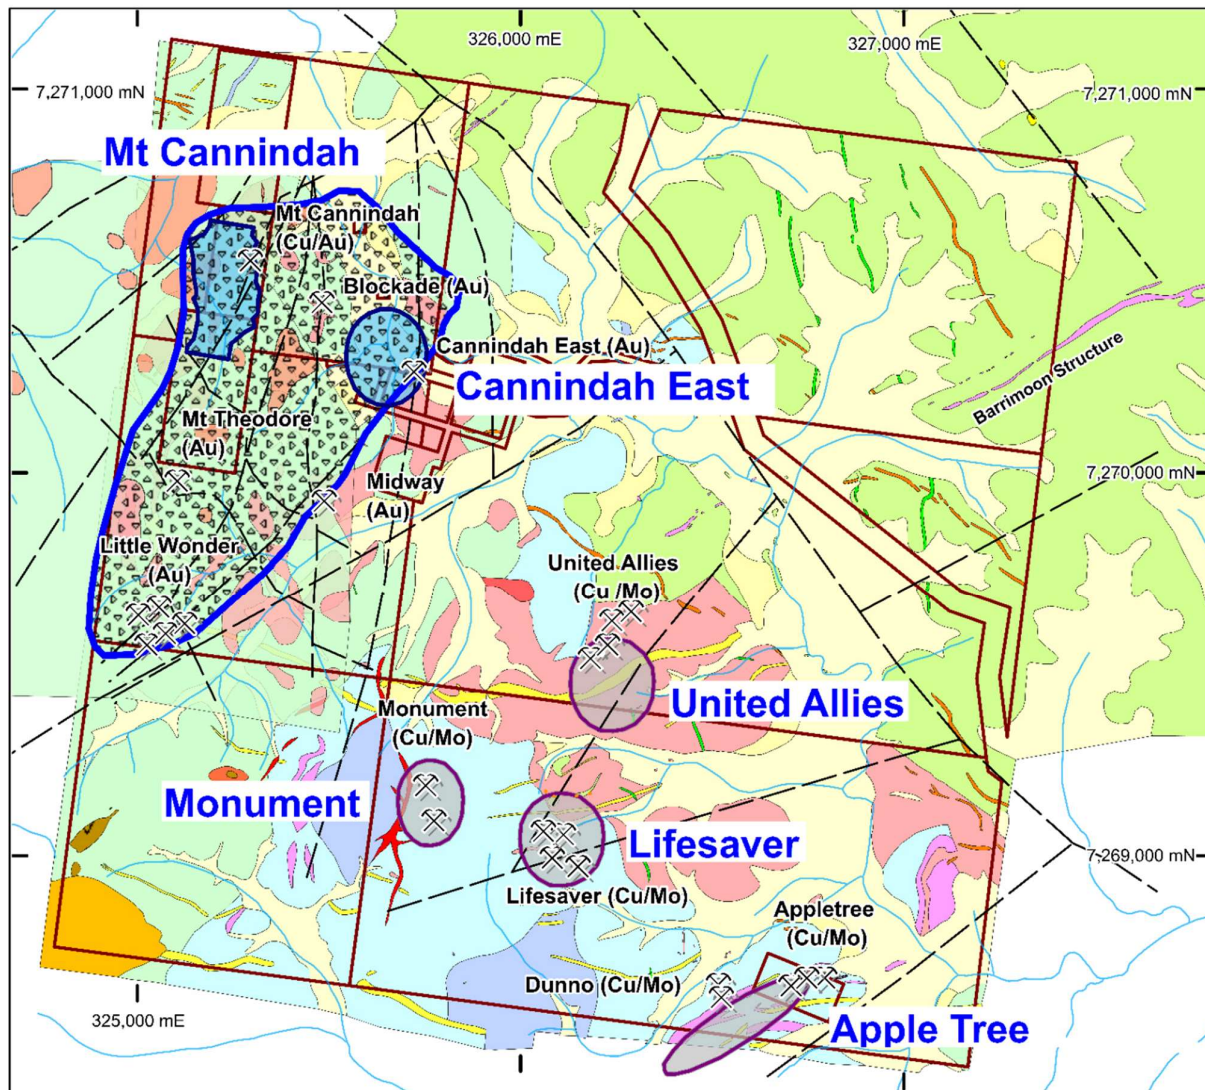 326,000 mE
327,000 mE
7,271,000 mN
7,271,000 mN
Mt Cannindah
Mt Cannindah
(Cu/Au)
Blockade (Au)
Cannindah East (Au)
Cannindah East
Barrimoon Structure
Mt Theodore
(Au)
Midway
(Au)
7,270,000 mN
Little Wonder
(Au)
United Allies
(Cu /Mo)
United Allies
Monument
(Cu/Mo)
Monument
Lifesaver
7,269,000 mN
Lifesaver (Cu/Mo)
Appletree
(Cu/Mo)
Dunno (Cu/Mo)
325,000 mE
Apple Tree